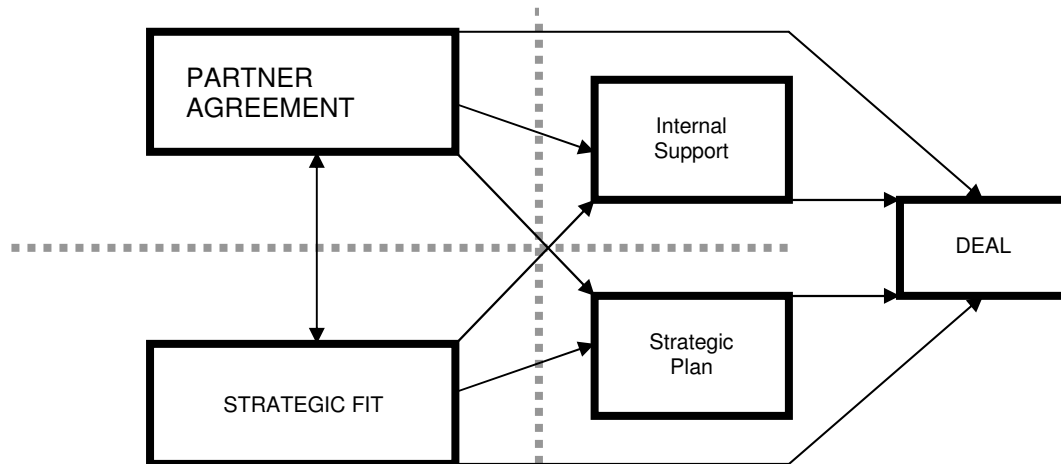 PARTNER
AGREEMENT
Internal
Support
DEAL
Strategic
Plan
STRATEGIC FIT